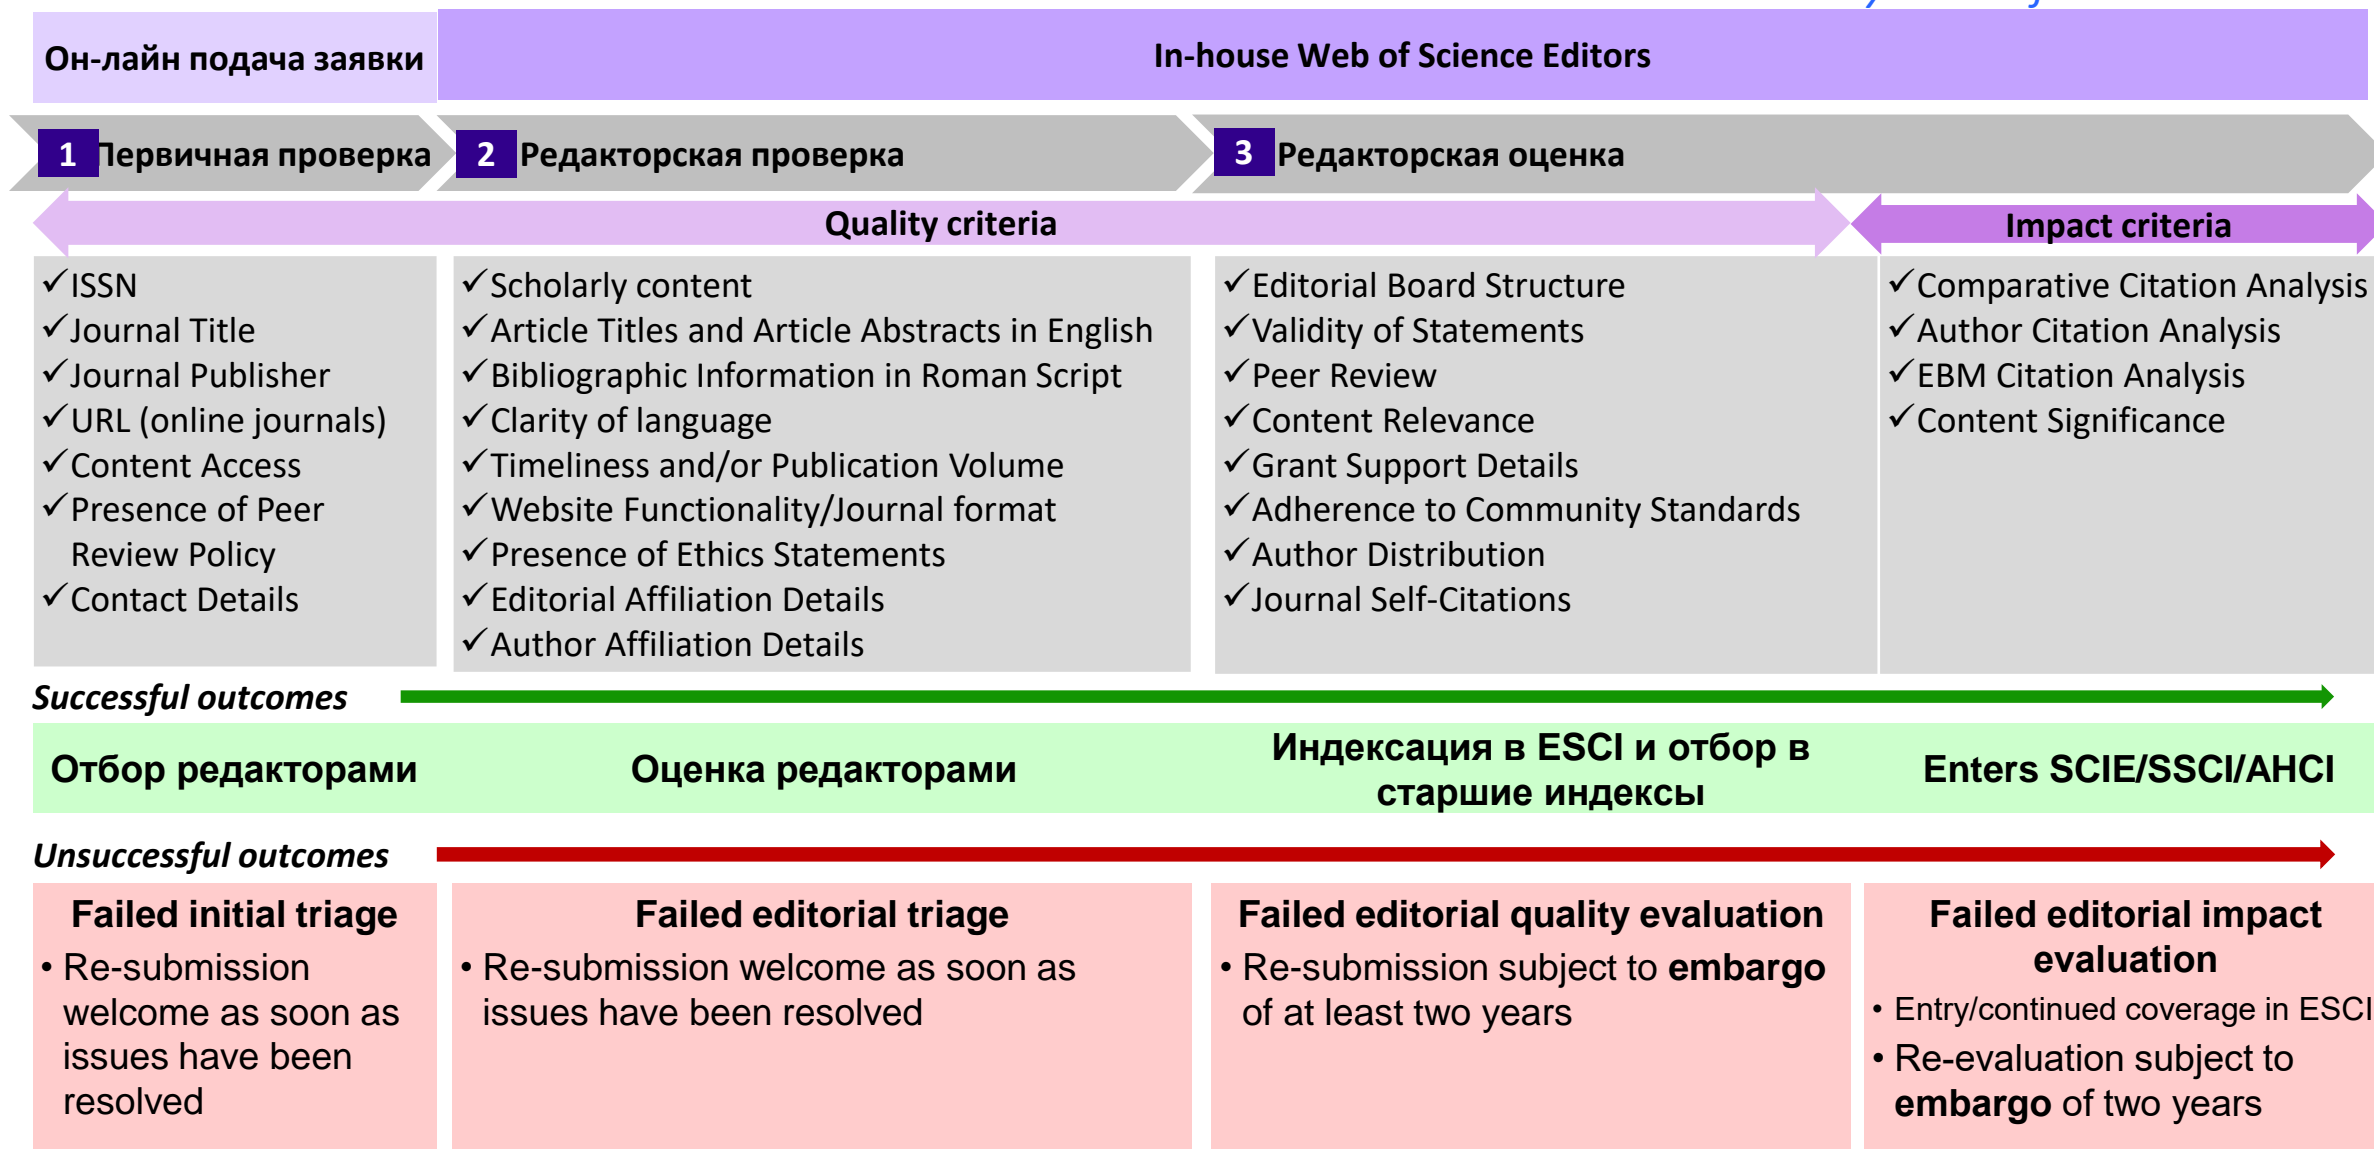 Он-лайн подача заявки
In-house Web of Science Editors
1 Первичная проверка
2 Редакторская проверка
3 Редакторская оценка
Quality criteria
Impact criteria
✓ISSN
✓Journal Title
✓Journal Publisher
✓URL (online journals)
✓Content Access
✓Presence of Peer
Review Policy
✓Contact Details
✓Scholarly content
✓Article Titles and Article Abstracts in English
✓Bibliographic Information in Roman Script
✓Clarity of language
✓Timeliness and/or Publication Volume
✓Website Functionality/Journal format
✓Presence of Ethics Statements
✓Editorial Affiliation Details
✓Author Affiliation Details
✓Editorial Board Structure
✓Validity of Statements
✓Peer Review
✓Content Relevance
✓Grant Support Details
✓Adherence to Community Standards
✓Author Distribution
✓Journal Self-Citations
✓Comparative Citation Analysis
✓Author Citation Analysis
✓EBM Citation Analysis
✓Content Significance
Successful outcomes
Отбор редакторами
Оценка редакторами
Индексация в ESCI и отбор в
старшие индексы
Enters SCIE/SSCI/AHCI
Unsuccessful outcomes
Failed initial triage
• Re-submission
welcome as soon as
issues have been
resolved
Failed editorial triage
• Re-submission welcome as soon as
issues have been resolved
Failed editorial quality evaluation
• Re-submission subject to embargo
of at least two years
Failed editorial impact
evaluation
• Entry/continued coverage in ESCI
• Re-evaluation subject to
embargo of two years